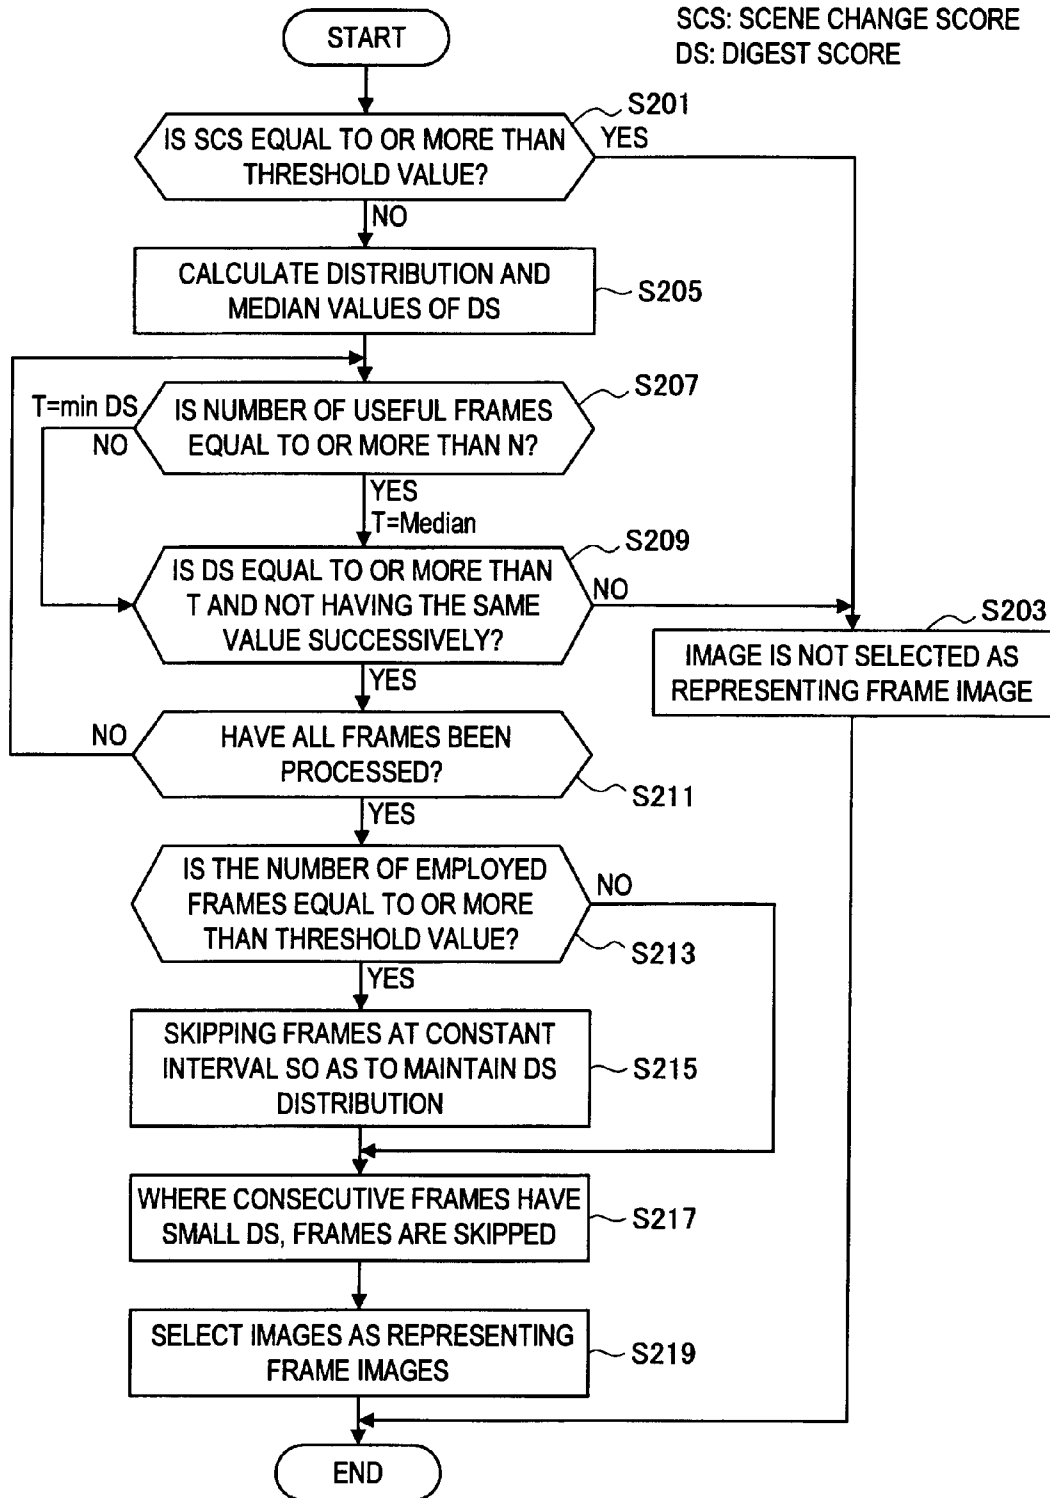 SCS: SCENE CHANGE SCORE
DS: DIGEST SCORE
START
S201
IS SCS EQUAL TO OR MORE THAN
THRESHOLD VALUE?
YES
NO
CALCULATE DISTRIBUTION AND
MEDIAN VALUES OF DS
S205
S207
T=min DS
NO
IS NUMBER OF USEFUL FRAMES
EQUAL TO OR MORE THAN N?
YES
T=Median
S209
IS DS EQUAL TO OR MORE THAN
T AND NOT HAVING THE SAME
VALUE SUCCESSIVELY?
NO
S203
IMAGE IS NOT SELECTED AS
REPRESENTING FRAME IMAGE
YES
NO
HAVE ALL FRAMES BEEN
PROCESSED?
S211
YES
IS THE NUMBER OF EMPLOYED
FRAMES EQUAL TO OR MORE
THAN THRESHOLD VALUE?
NO
S213
YES
SKIPPING FRAMES AT CONSTANT
INTERVAL SO AS TO MAINTAIN DS
DISTRIBUTION
S215
WHERE CONSECUTIVE FRAMES HAVE
SMALL DS, FRAMES ARE SKIPPED
S217
SELECT IMAGES AS REPRESENTING
FRAME IMAGES
S219
END